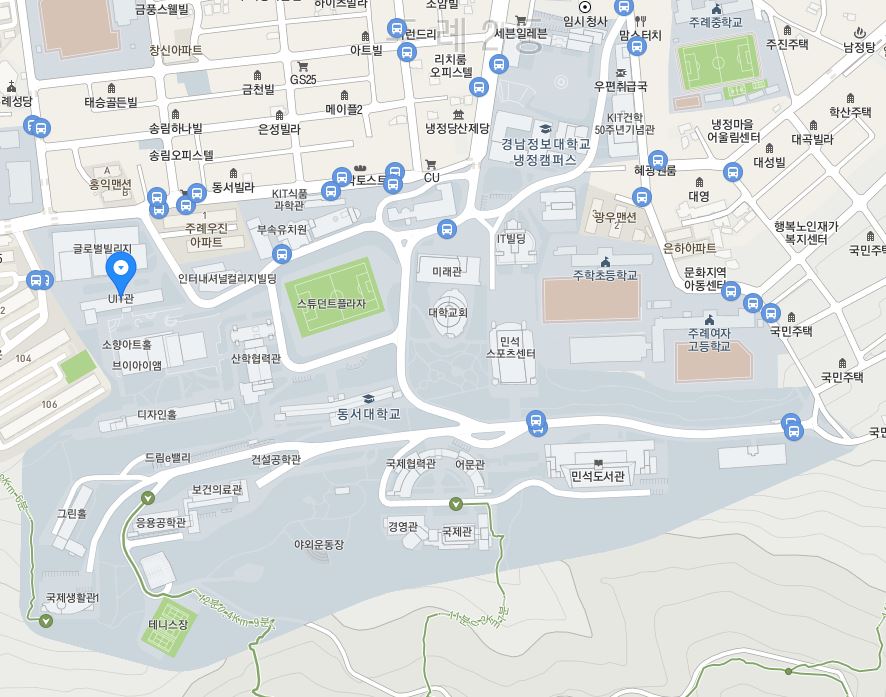 금풍스웰빌
하이츠빌라
소암빌
임시청사
맘스터치
주례중학교
주진주택
남정탕
창신아파트
아트빌
런드리
례 2동
세븐일레븐
리치룸
오피스텔
GS25
우편취급국
태승골든빌
금천빌
메이플2
학산주택
례성당
송림하나빌
은성빌라
냉정당산제당
KIT건학
50주년기념관
냉정마을
어울림센터
대곡빌라
경남정보대학교
냉정캠퍼스
송림오피스텔
대성빌
A
홍익맨션
동서빌라
토스트
CU
혜광원룸
대영
KIT식품
과학관
1
주례우진
아파트
부속유치원
광우맨션
2
IT빌딩
은하아파트
행복노인재가
복지센터
국민주택
글로벌빌리지
UIT관
인터내셔널컬리지빌딩
미래관
주학초등학교
문화지역
아동센터
스튜던트플라자
대학교회
소향아트홀
브이아이앰
산학협력관
민석
스포츠센터
주례여자
고등학교
국민주택
104
106
국민주택
디자인홀
동서대학교
드림e밸리
건설공학관
국제협력관
어문관
민석도서관
보건의료관
그린홀
응용공학관
경영관
국제관
야외운동장
국제생활관1
테니스장